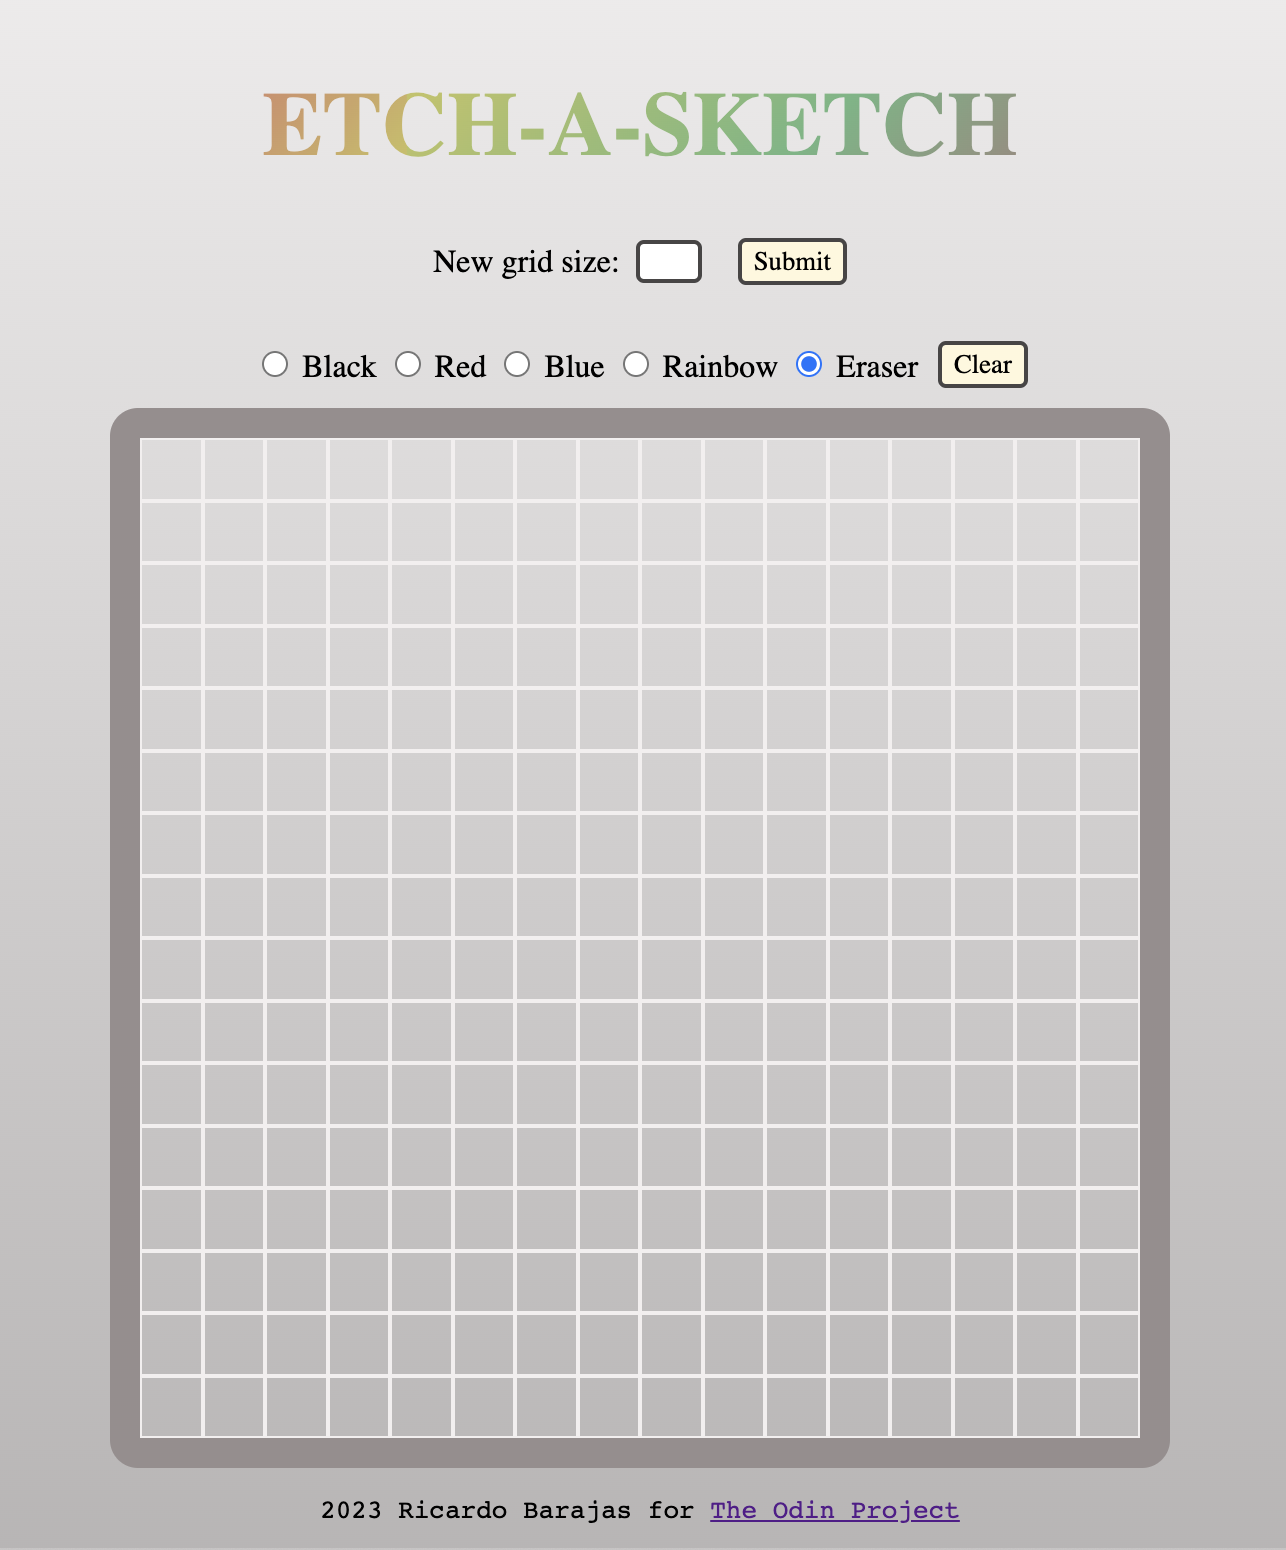 ETCH-A-SKETCH
New grid size: Submit
Black Red Blue Rainbow Eraser Clear
2023 Ricardo Barajas for The Odin Project